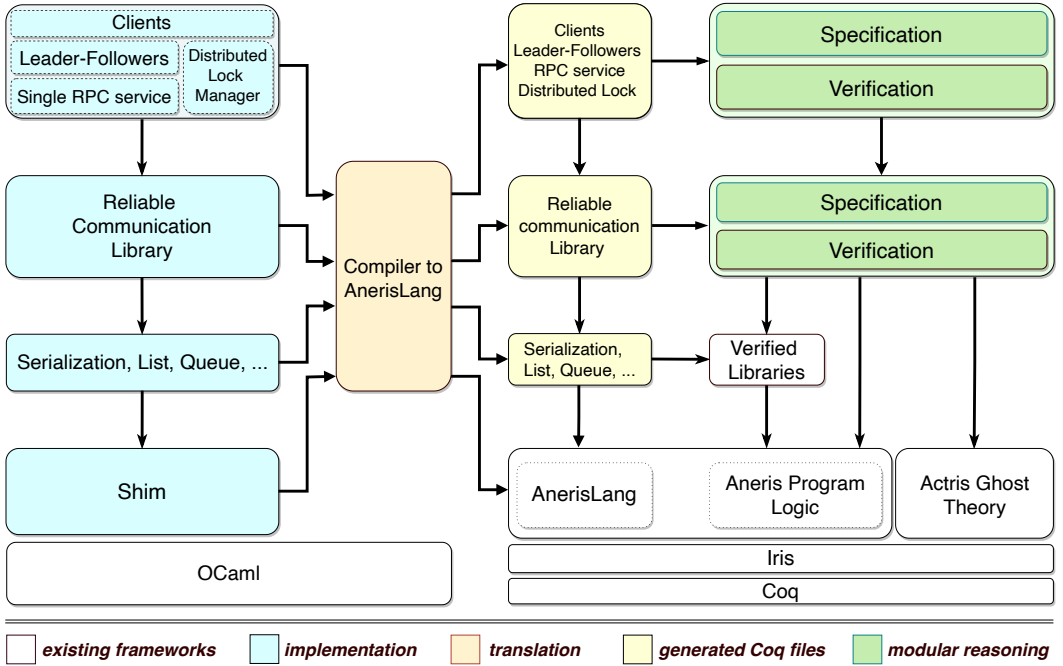 Clients
Leader-Followers
Single RPC service
Distributed
Lock
Manager
Reliable
Communication
Library
Serialization, List, Queue, ...
Shim
OCaml
Compiler to
AnerisLang
Clients
Leader-Followers
RPC service
Distributed Lock
Reliable
communication
Library
Serialization,
List, Queue, ...
Specification
Verification
Specification
Verification
Verified
Libraries
AnerisLang
Aneris Program
Logic
Actris Ghost
Theory
Iris
Coq
existing frameworks
implementation
translation
generated Coq files
modular reasoning